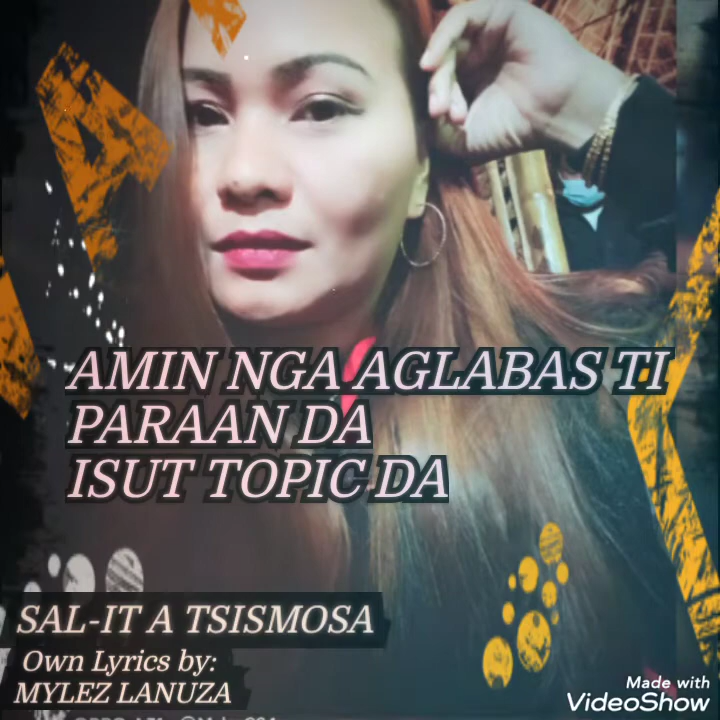 AMIN NGA AGLABAS TI
PARAAN DA
ISUT TOPIC DA
SAL-IT A TSISMOSA
Own Lyrics by:
MYLEZ LANUZA
Made with
VideoShow